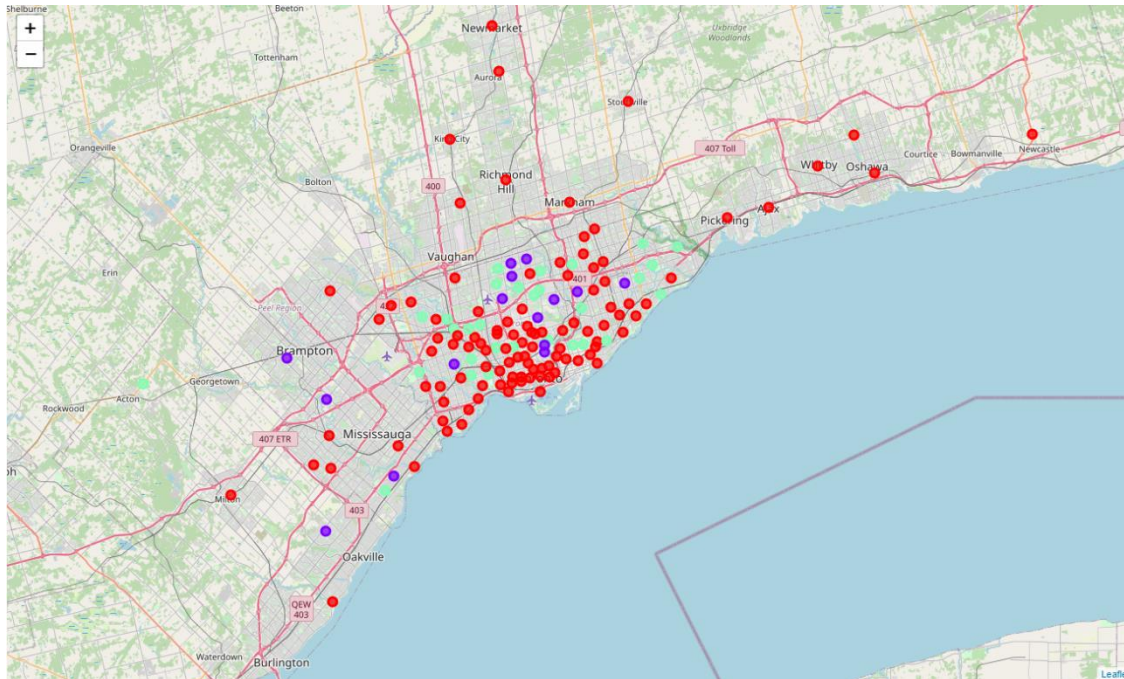 Shelburne
Beeton
+
−
Newmarket
Uxbridge
Woodlands
Tottenham
Aurora
Stouffville
King City
Orangeville
407 Toll
Newcastle
Courtice
Bowmanville
Whitby
Oshawa
Richmond
Hill
Bolton
400
Markham
Ajax
Pickering
Vaughan
Erin
401
Peel Region
Brampton
Georgetown
Acton
Rockwood
Mississauga
407 ETR
Milton
403
Oakville
QEW
403
Waterdown
Burlington